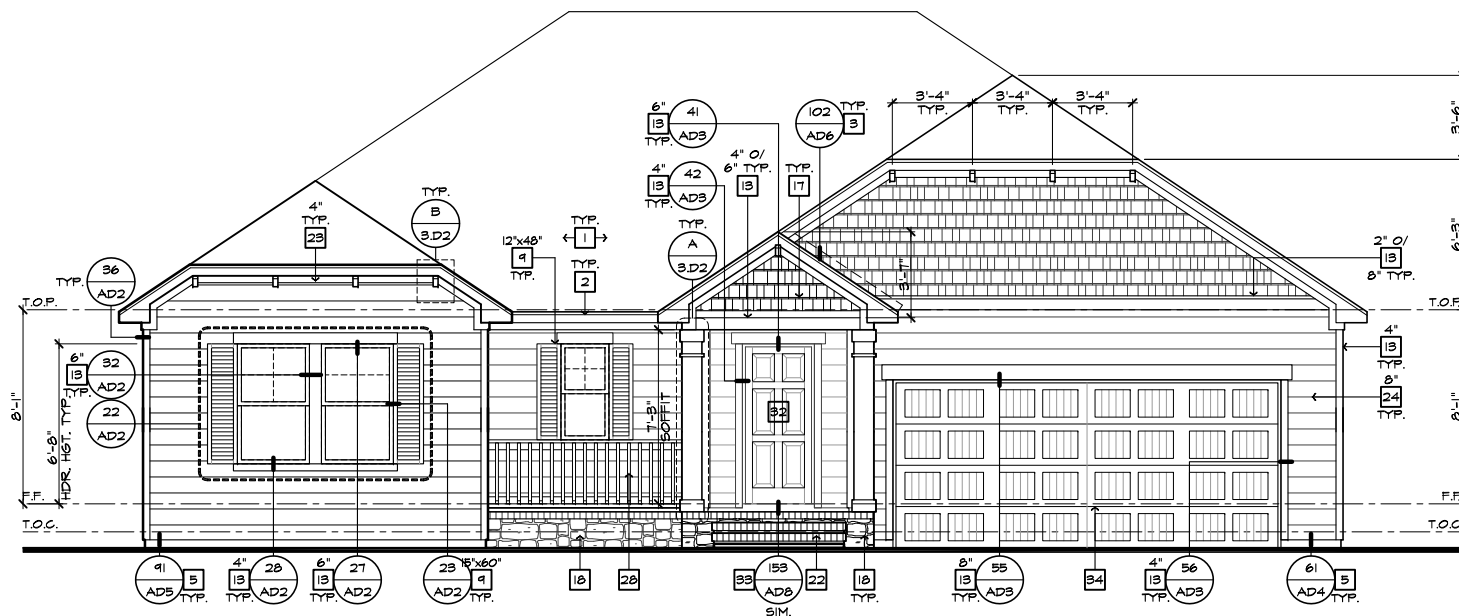 3'-4"
TYP.
3'-4"
TYP.
3'-4"
TYP.
3'-6"
6"
13
TYP.
41
AD3
102
AD6
TYP.
3
4" O/
6" TYP.
13
TYP.
17
4"
13
TYP.
42
AD3
TYP.
B
3.D2
4"
TYP.
23
12"x48"
9
TYP.
TYP.
1
TYP.
2
TYP.
A
3.D2
3'-7"
6'-3"
2" O/
13
8" TYP.
TYP.
36
AD2
T.O.P.
6"
13
TYP.
32
AD2
22
AD2
8'-1"
6'-8"
HDR. HGT. TYP.
7'-3"
SOFFIT
32
4"
13
TYP.
8"
24
TYP.
8'-1"
F.F.
F.F.
T.O.C.
91
AD5
5
TYP.
4"
13
TYP.
28
AD2
6"
13
TYP.
27
AD2
23
AD2
15"x60"
9
TYP.
18
28
33
153
AD8
SIM.
22
18
TYP.
8"
13
TYP.
55
AD3
34
4"
13
TYP.
56
AD3
61
AD4
5
TYP.